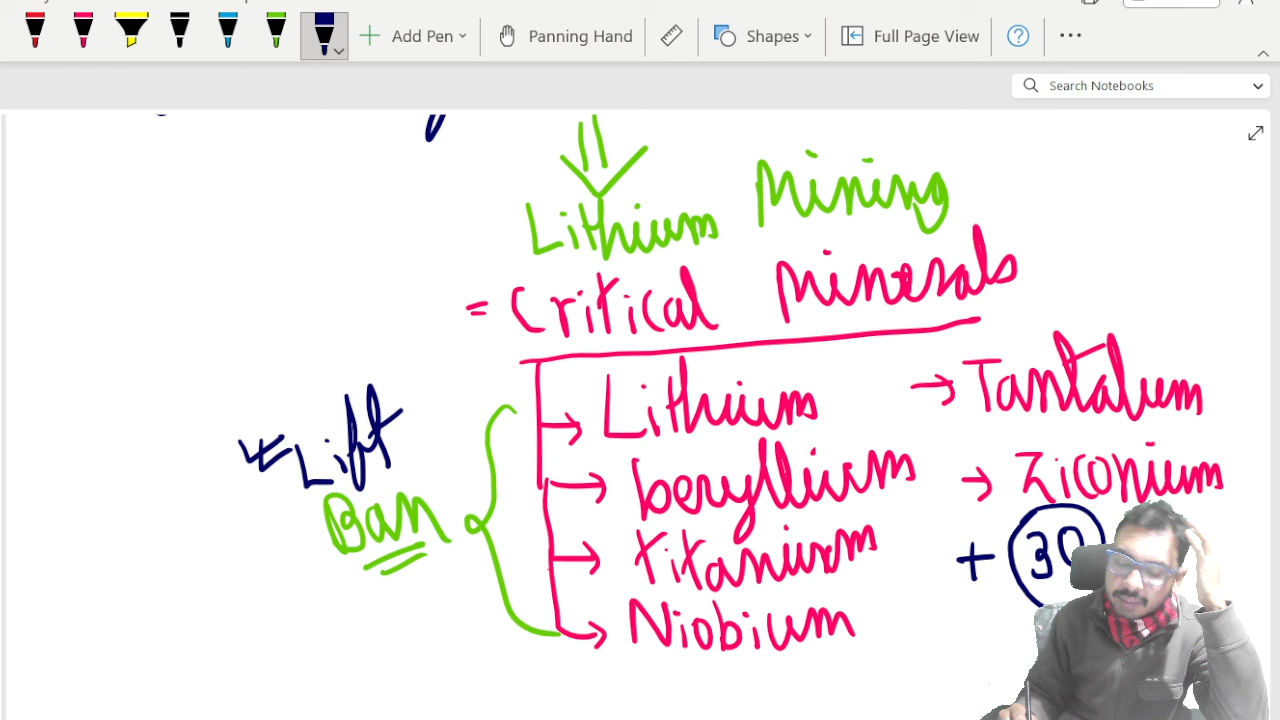 Add Pen Panning Hand Shapes Full Page View
Search Notebooks
Lithium Mining
= Critical Minerals
→ Lithium → Tantalum
Lift
→ beryllium → Ziconium
Ban
→ titanium + 30
→ Niobium